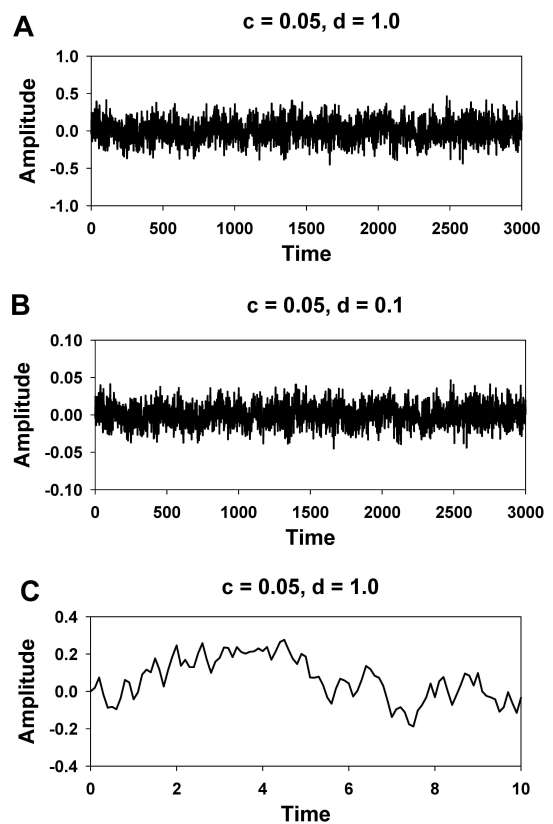 A
c = 0.05, d = 1.0
1.0
0.5
0.0
-0.5
-1.0
Amplitude
0 500 1000 1500 2000 2500 3000
Time
B
c = 0.05, d = 0.1
0.10
0.05
0.00
-0.05
-0.10
Amplitude
0 500 1000 1500 2000 2500 3000
Time
C
c = 0.05, d = 1.0
0.4
0.2
0.0
-0.2
-0.4
Amplitude
0 2 4 6 8 10
Time